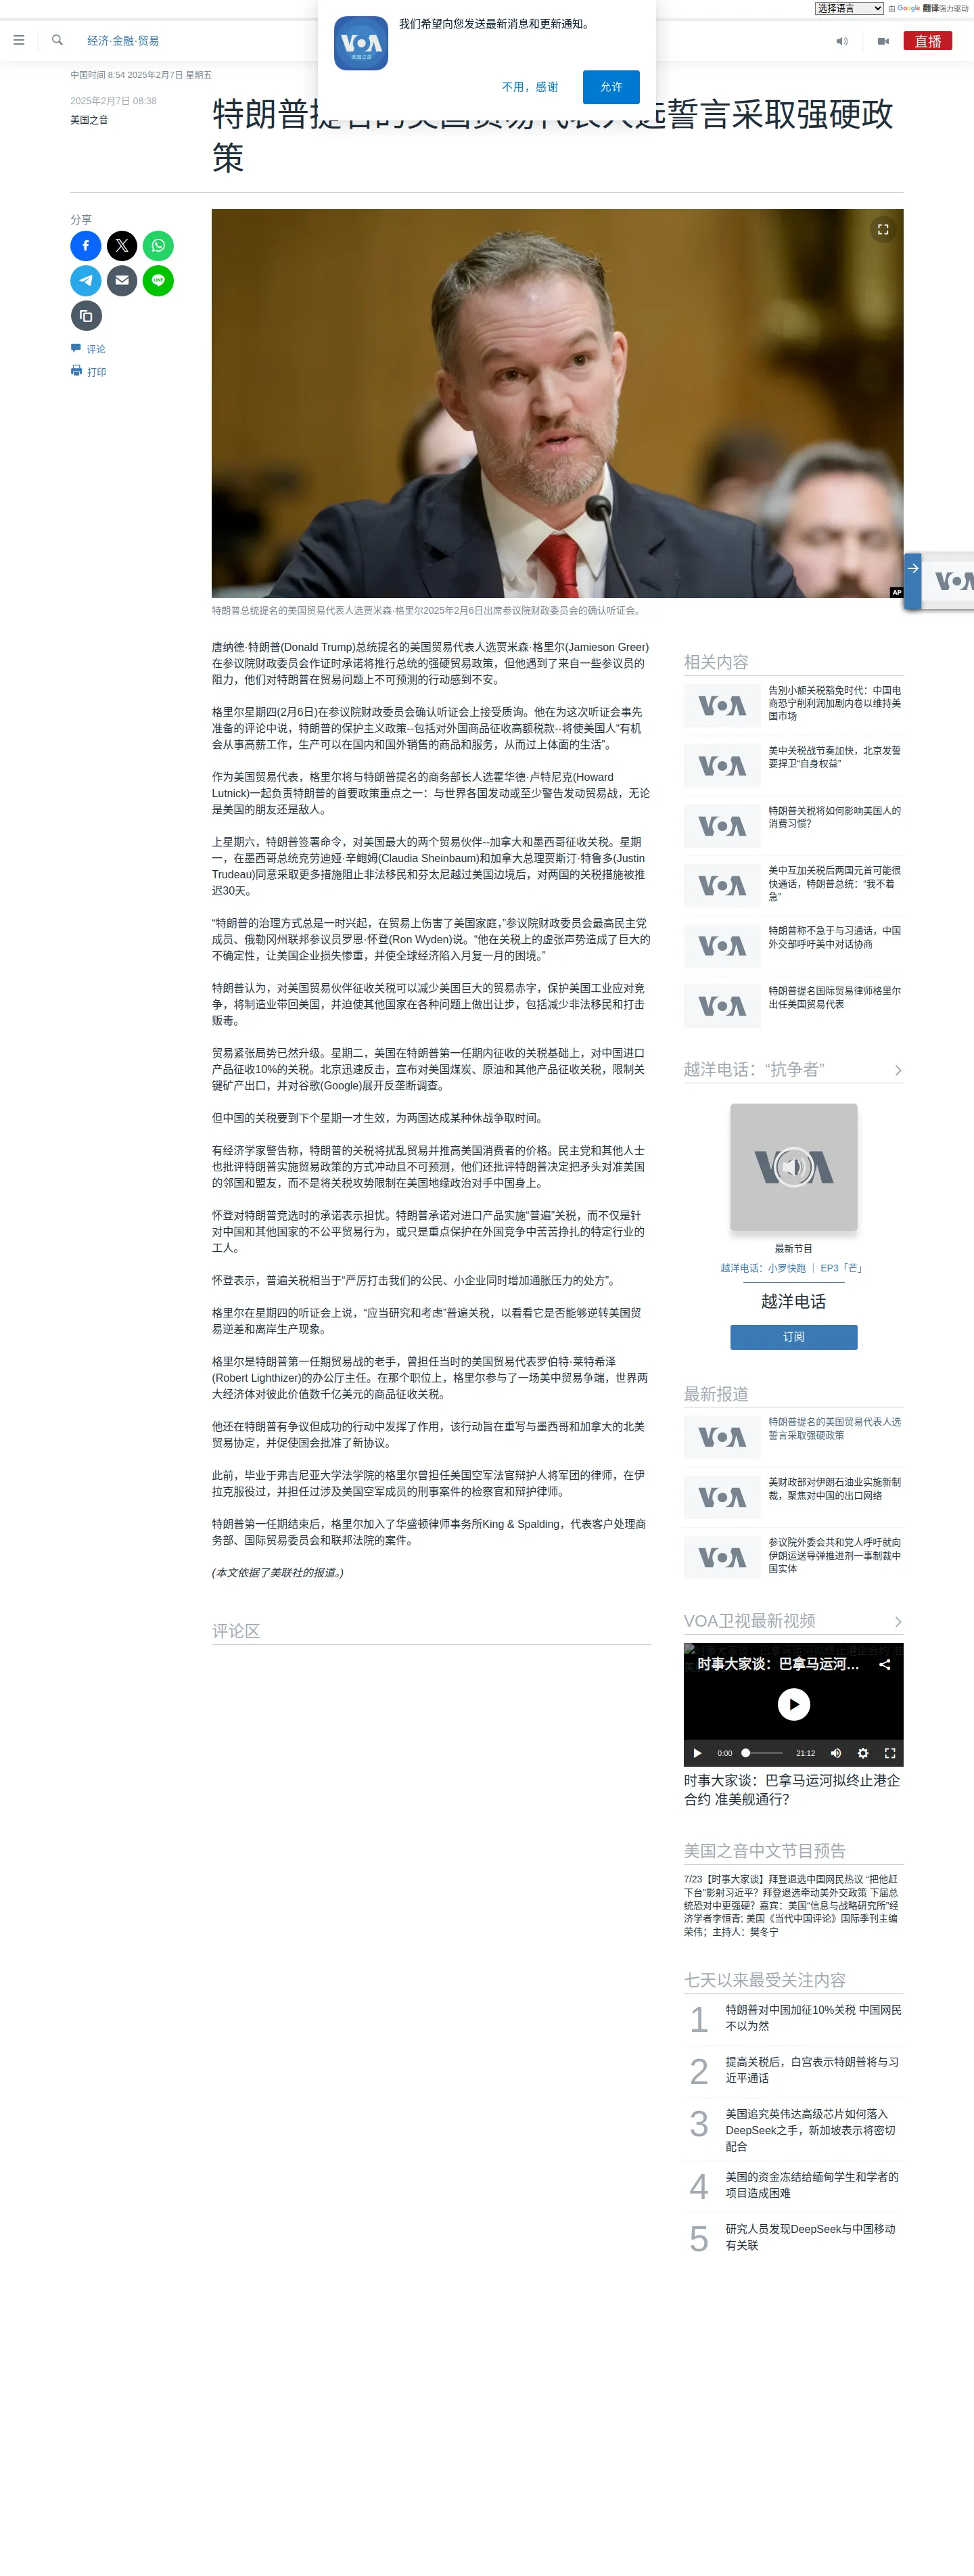 选择语言
由 Google 翻译强力驱动
我们希望向您发送最新消息和更新通知。
VOA
美国之音
不用，感谢
允许
经济·金融·贸易
直播
中国时间 8:54 2025年2月7日 星期五
2025年2月7日 08:38
美国之音
特朗普提名的美国贸易代表人选誓言采取强硬政
策
分享
LINE
评论
打印
AP
特朗普总统提名的美国贸易代表人选贾米森·格里尔2025年2月6日出席参议院财政委员会的确认听证会。
唐纳德·特朗普(Donald Trump)总统提名的美国贸易代表人选贾米森·格里尔(Jamieson Greer)
在参议院财政委员会作证时承诺将推行总统的强硬贸易政策，但他遇到了来自一些参议员的
阻力，他们对特朗普在贸易问题上不可预测的行动感到不安。
格里尔星期四(2月6日)在参议院财政委员会确认听证会上接受质询。他在为这次听证会事先
准备的评论中说，特朗普的保护主义政策--包括对外国商品征收高额税款--将使美国人“有机
会从事高薪工作，生产可以在国内和国外销售的商品和服务，从而过上体面的生活”。
作为美国贸易代表，格里尔将与特朗普提名的商务部长人选霍华德·卢特尼克(Howard
Lutnick)一起负责特朗普的首要政策重点之一：与世界各国发动或至少警告发动贸易战，无论
是美国的朋友还是敌人。
上星期六，特朗普签署命令，对美国最大的两个贸易伙伴--加拿大和墨西哥征收关税。星期
一，在墨西哥总统克劳迪娅·辛鲍姆(Claudia Sheinbaum)和加拿大总理贾斯汀·特鲁多(Justin
Trudeau)同意采取更多措施阻止非法移民和芬太尼越过美国边境后，对两国的关税措施被推
迟30天。
“特朗普的治理方式总是一时兴起，在贸易上伤害了美国家庭，”参议院财政委员会最高民主党
成员、俄勒冈州联邦参议员罗恩·怀登(Ron Wyden)说。“他在关税上的虚张声势造成了巨大的
不确定性，让美国企业损失惨重，并使全球经济陷入月复一月的困境。”
特朗普认为，对美国贸易伙伴征收关税可以减少美国巨大的贸易赤字，保护美国工业应对竞
争，将制造业带回美国，并迫使其他国家在各种问题上做出让步，包括减少非法移民和打击
贩毒。
贸易紧张局势已然升级。星期二，美国在特朗普第一任期内征收的关税基础上，对中国进口
产品征收10%的关税。北京迅速反击，宣布对美国煤炭、原油和其他产品征收关税，限制关
键矿产出口，并对谷歌(Google)展开反垄断调查。
但中国的关税要到下个星期一才生效，为两国达成某种休战争取时间。
有经济学家警告称，特朗普的关税将扰乱贸易并推高美国消费者的价格。民主党和其他人士
也批评特朗普实施贸易政策的方式冲动且不可预测，他们还批评特朗普决定把矛头对准美国
的邻国和盟友，而不是将关税攻势限制在美国地缘政治对手中国身上。
怀登对特朗普竞选时的承诺表示担忧。特朗普承诺对进口产品实施“普遍”关税，而不仅是针
对中国和其他国家的不公平贸易行为，或只是重点保护在外国竞争中苦苦挣扎的特定行业的
工人。
怀登表示，普遍关税相当于“严厉打击我们的公民、小企业同时增加通胀压力的处方”。
格里尔在星期四的听证会上说，“应当研究和考虑”普遍关税，以看看它是否能够逆转美国贸
易逆差和离岸生产现象。
格里尔是特朗普第一任期贸易战的老手，曾担任当时的美国贸易代表罗伯特·莱特希泽
(Robert Lighthizer)的办公厅主任。在那个职位上，格里尔参与了一场美中贸易争端，世界两
大经济体对彼此价值数千亿美元的商品征收关税。
他还在特朗普有争议但成功的行动中发挥了作用，该行动旨在重写与墨西哥和加拿大的北美
贸易协定，并促使国会批准了新协议。
此前，毕业于弗吉尼亚大学法学院的格里尔曾担任美国空军法官辩护人将军团的律师，在伊
拉克服役过，并担任过涉及美国空军成员的刑事案件的检察官和辩护律师。
特朗普第一任期结束后，格里尔加入了华盛顿律师事务所King & Spalding，代表客户处理商
务部、国际贸易委员会和联邦法院的案件。
(本文依据了美联社的报道。)
评论区
相关内容
VOA
告别小额关税豁免时代：中国电
商恐宁削利润加剧内卷以维持美
国市场
VOA
美中关税战节奏加快，北京发誓
要捍卫“自身权益”
VOA
特朗普关税将如何影响美国人的
消费习惯？
VOA
美中互加关税后两国元首可能很
快通话，特朗普总统：“我不着
急”
VOA
特朗普称不急于与习通话，中国
外交部呼吁美中对话协商
VOA
特朗普提名国际贸易律师格里尔
出任美国贸易代表
越洋电话：“抗争者”
最新节目
越洋电话：小罗快跑 ｜ EP3「芒」
越洋电话
订阅
最新报道
VOA
特朗普提名的美国贸易代表人选
誓言采取强硬政策
VOA
美财政部对伊朗石油业实施新制
裁，聚焦对中国的出口网络
VOA
参议院外委会共和党人呼吁就向
伊朗运送导弹推进剂一事制裁中
国实体
VOA卫视最新视频
时事大家谈：巴拿马运河…
0:00
21:12
时事大家谈：巴拿马运河拟终止港企
合约 准美舰通行？
美国之音中文节目预告
7/23【时事大家谈】拜登退选中国网民热议 “把他赶
下台”影射习近平？拜登退选牵动美外交政策 下届总
统恐对中更强硬？嘉宾：美国“信息与战略研究所”经
济学者李恒青; 美国《当代中国评论》国际季刊主编
荣伟；主持人：樊冬宁
七天以来最受关注内容
1
特朗普对中国加征10%关税 中国网民
不以为然
2
提高关税后，白宫表示特朗普将与习
近平通话
3
美国追究英伟达高级芯片如何落入
DeepSeek之手，新加坡表示将密切
配合
4
美国的资金冻结给缅甸学生和学者的
项目造成困难
5
研究人员发现DeepSeek与中国移动
有关联